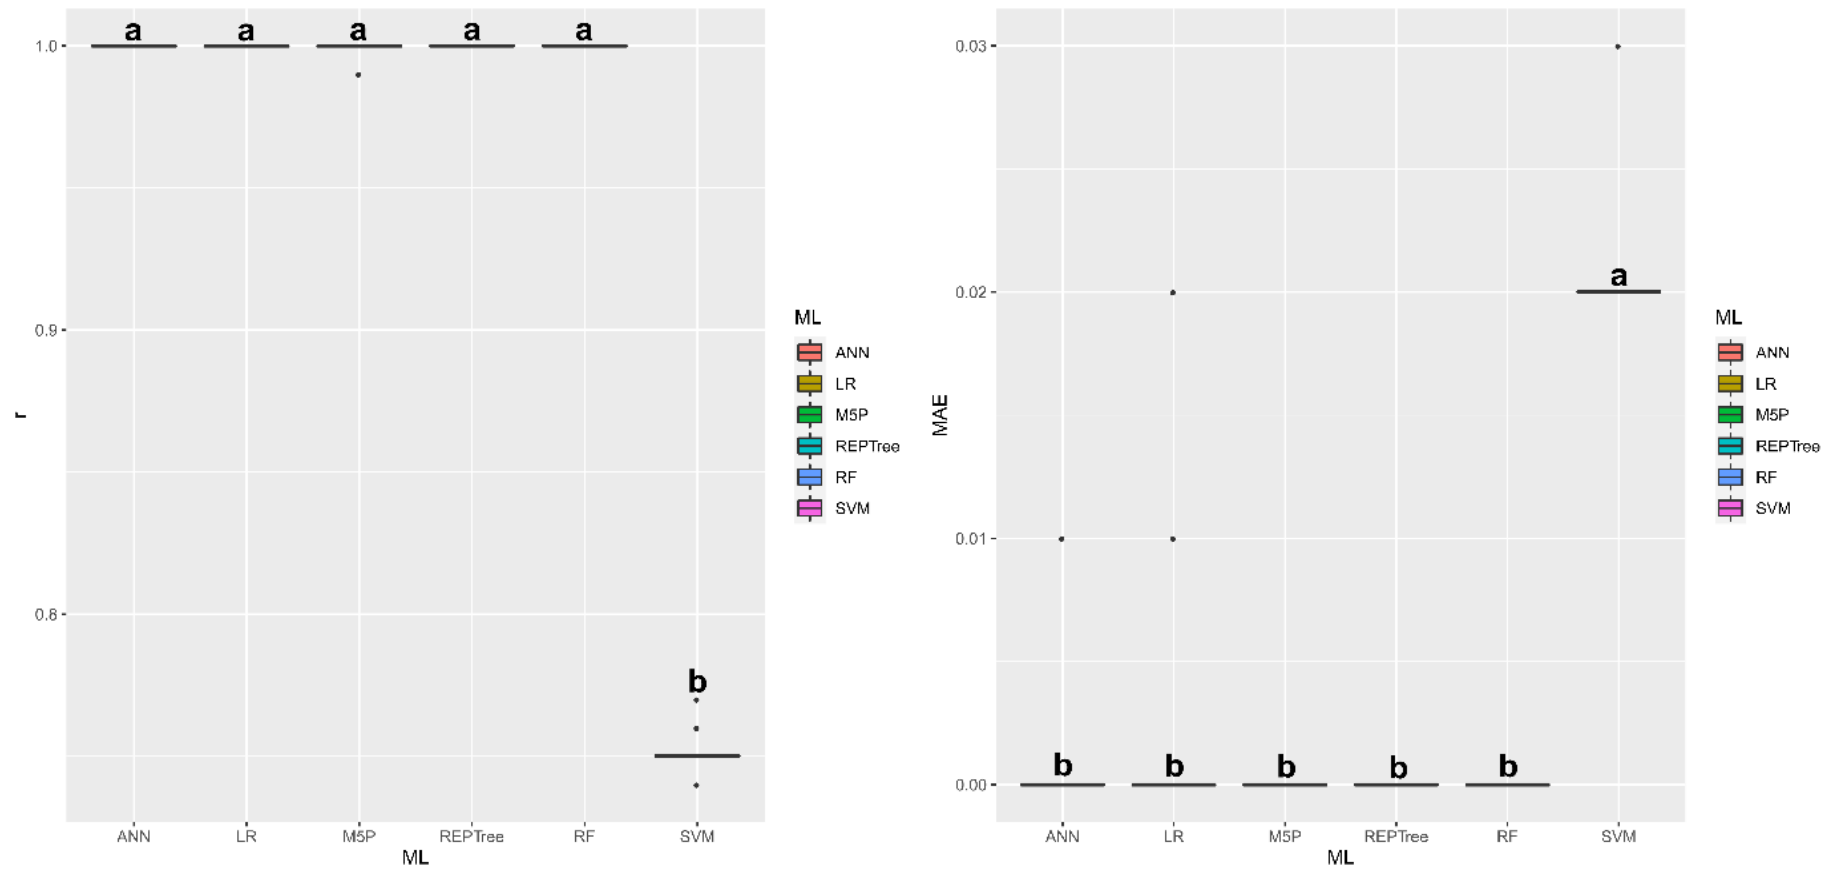 a a a a a
1.0
0.9
0.8
r
b
ANN LR M5P REPTree RF SVM
ML
ML
ANN
LR
M5P
REPTree
RF
SVM
0.03
0.02
0.01
0.00
MAE
a
b b b b b
ANN LR M5P REPTree RF SVM
ML
ML
ANN
LR
M5P
REPTree
RF
SVM